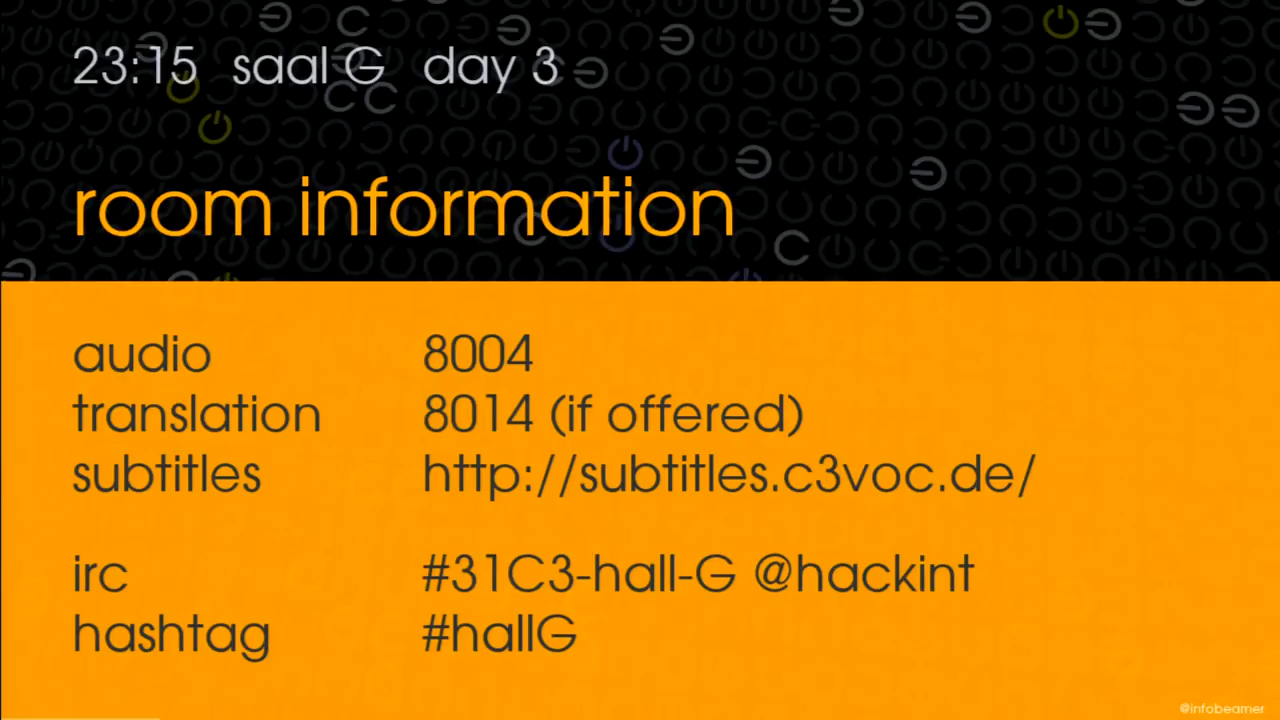 23:15 saal G day 3
room information
audio 8004
translation 8014 (if offered)
subtitles http://subtitles.c3voc.de/
irc #31C3-hall-G @hackint
hashtag #hallG
@infobeamer